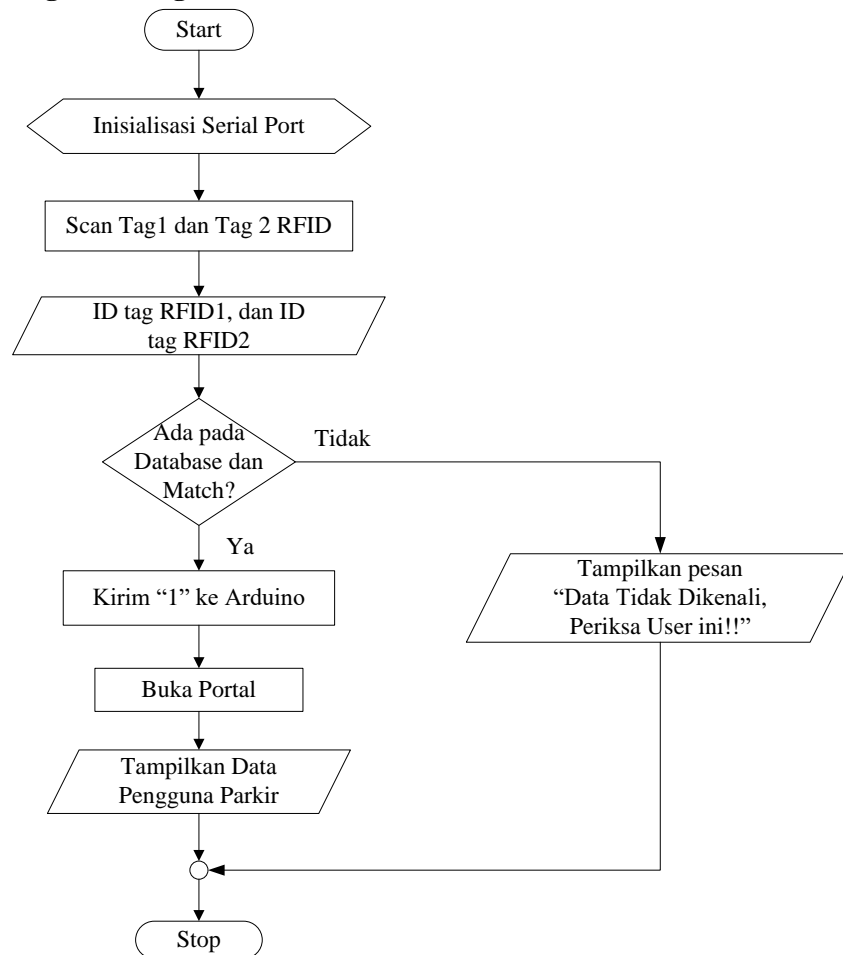 Start
Inisialisasi Serial Port
Scan Tag1 dan Tag 2 RFID
ID tag RFID1, dan ID
tag RFID2
Ada pada
Database dan
Match?
Tidak
Ya
Kirim “1” ke Arduino
Tampilkan pesan
“Data Tidak Dikenali,
Periksa User ini!!”
Buka Portal
Tampilkan Data
Pengguna Parkir
Stop